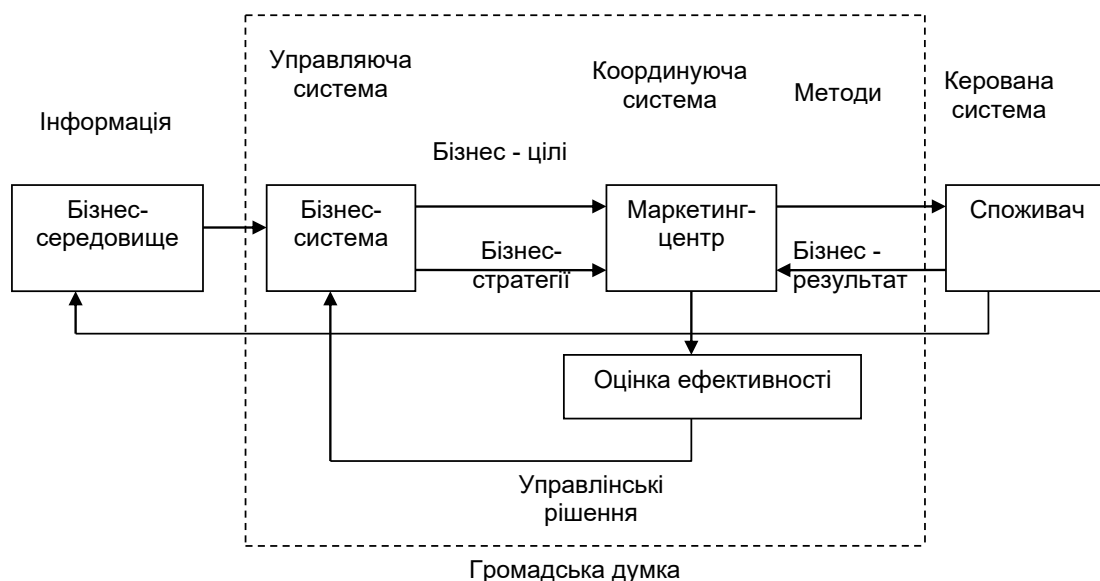 Управляюча
система
Координуюча
система
Методи
Керована
система
Інформація
Бізнес - цілі
Бізнес-
середовище
Бізнес-
система
Маркетинг-
центр
Споживач
Бізнес-
стратегії
Бізнес -
результат
Оцінка ефективності
Управлінські
рішення
Громадська думка